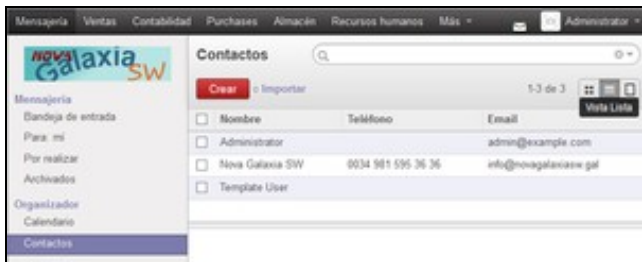 Mensajería Ventas Contabilidad Purchases Almacén Recursos humanos Más Administrator
NOVA
Galaxia
SW
Contactos
Crear o Importar
1-3 de 3
Vista Lista
Mensajería
Bandeja de entrada
Para: mí
Por realizar
Archivados
Organizador
Calendario
Contactos
Nombre Teléfono Email
Administrator admin@example.com
Nova Galaxia SW 0034 981 595 36 36 info@novagalaxiasw.gal
Template User